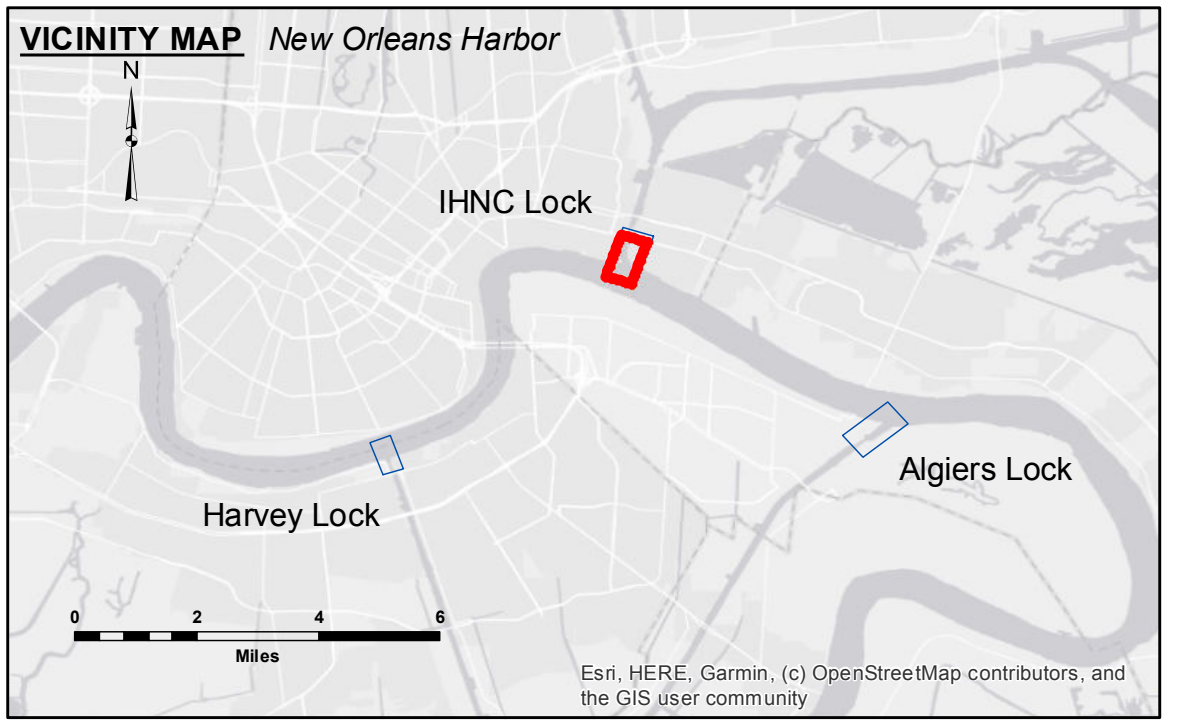 VICINITY MAP New Orleans Harbor
N
IHNC Lock
Algiers Lock
Harvey Lock
0 2 4 6
Miles
Esri, HERE, Garmin, (c) OpenStreetMap contributors, and
the GIS user community